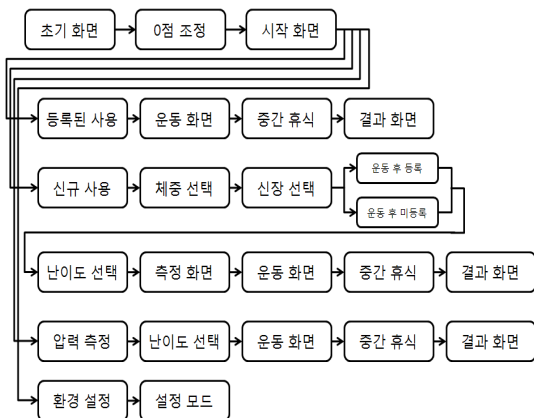 초기 화면
0점 조정
시작 화면
등록된 사용
운동 화면
중간 휴식
결과 화면
신규 사용
체중 선택
신장 선택
운동 후 등록
운동 후 미등록
난이도 선택
측정 화면
운동 화면
중간 휴식
결과 화면
압력 측정
난이도 선택
운동 화면
중간 휴식
결과 화면
환경 설정
설정 모드